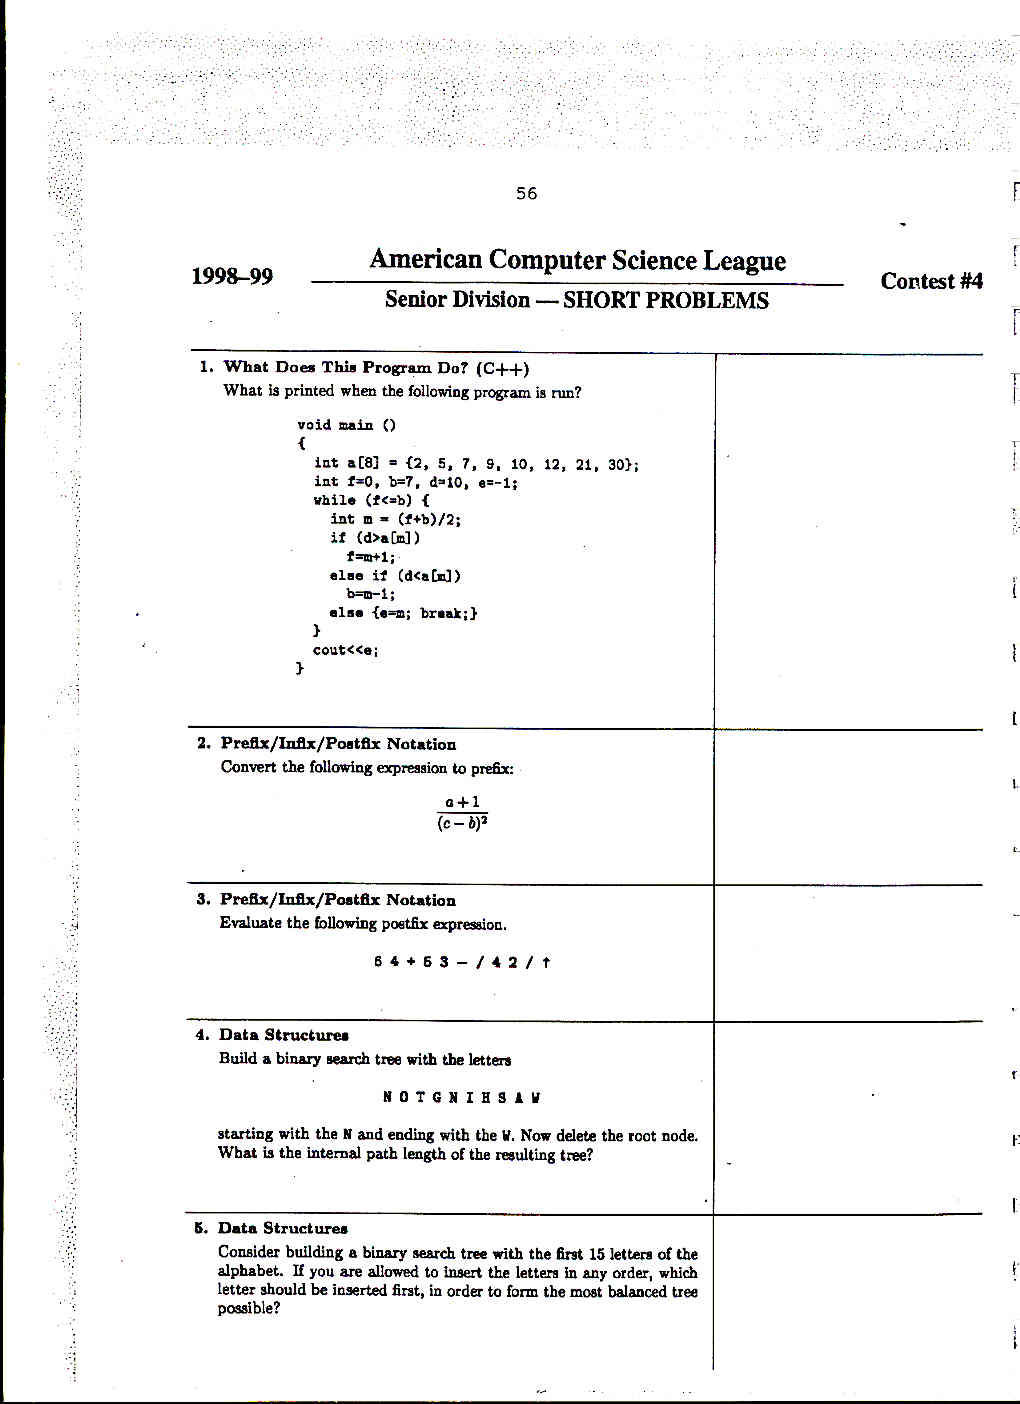 56
American Computer Science League
1998–99
Contest #4
Senior Division — SHORT PROBLEMS
1. What Does This Program Do? (C++)
What is printed when the following program is run?
void main ()
{
int a[8] = {2, 5, 7, 9, 10, 12, 21, 30};
int f=0, b=7, d=10, e=-1;
while (f<=b) {
int m = (f+b)/2;
if (d>a[m])
f=m+1;
else if (d<a[m])
b=m-1;
else {e=m; break;}
}
cout<<e;
}
2. Prefix/Infix/Postfix Notation
Convert the following expression to prefix:
a + 1
(c − b)²
3. Prefix/Infix/Postfix Notation
Evaluate the following postfix expression.
6 4 + 5 3 − / 4 2 / ↑
4. Data Structures
Build a binary search tree with the letters
N O T G N I H S A W
starting with the N and ending with the W. Now delete the root node.
What is the internal path length of the resulting tree?
5. Data Structures
Consider building a binary search tree with the first 15 letters of the
alphabet. If you are allowed to insert the letters in any order, which
letter should be inserted first, in order to form the most balanced tree
possible?